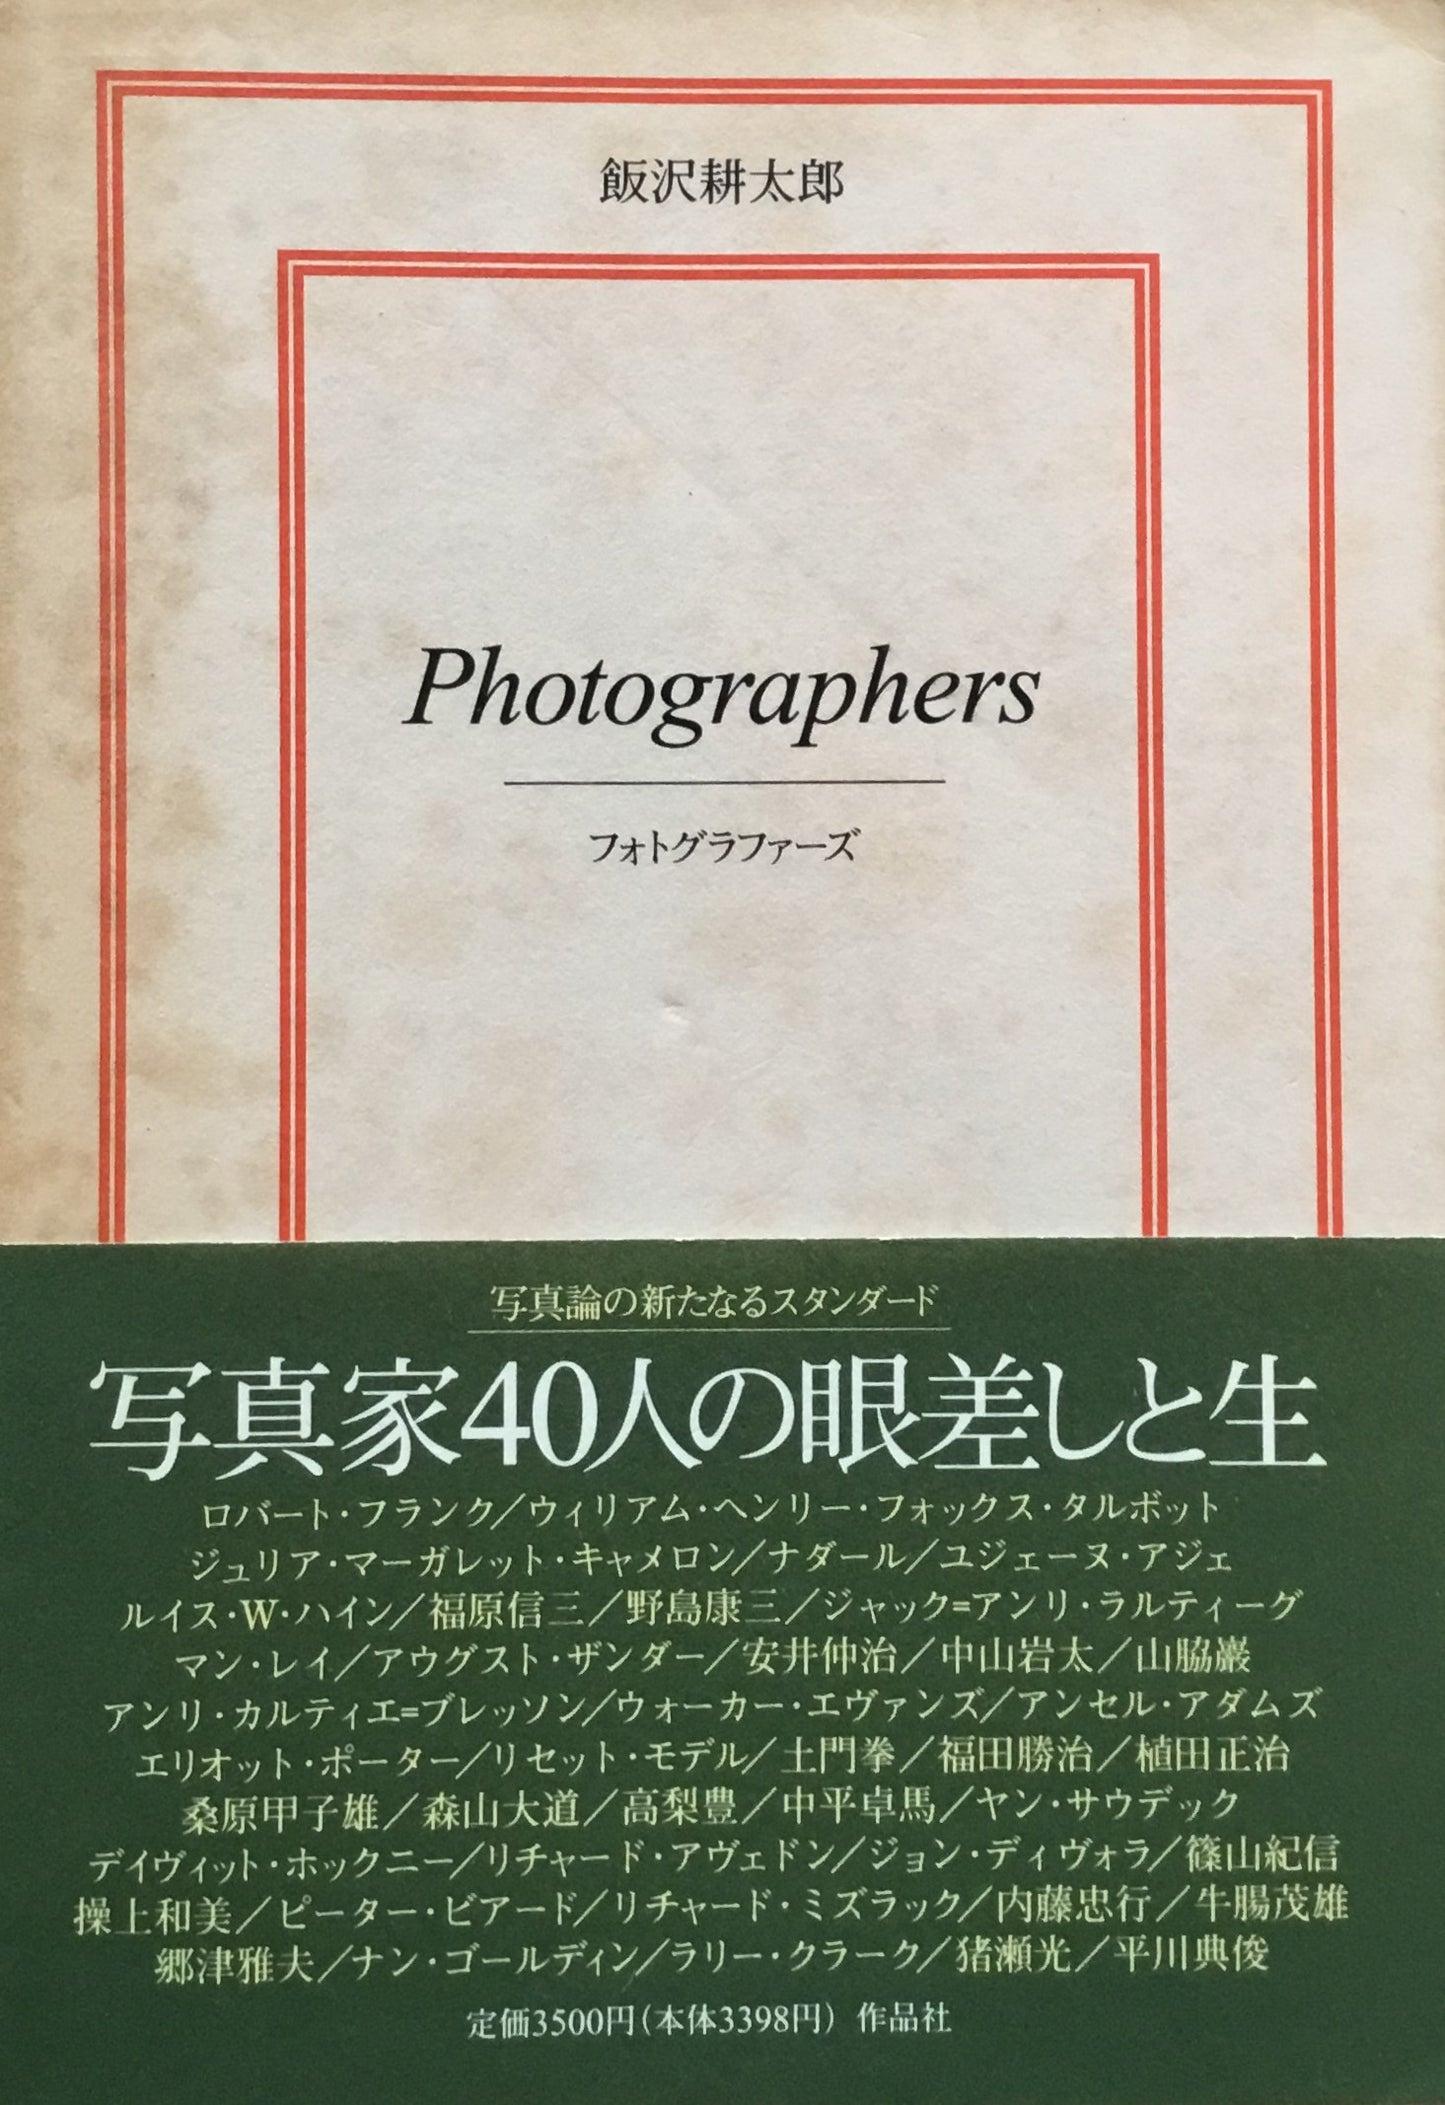 飯沢耕太郎
Photographers
フォトグラファーズ
写真論の新たなるスタンダード
写真家40人の眼差しと生
ロバート・フランク／ウィリアム・ヘンリー・フォックス・タルボット
ジュリア・マーガレット・キャメロン／ナダール／ユジェーヌ・アジェ
ルイス・W・ハイン／福原信三／野島康三／ジャック=アンリ・ラルティーグ
マン・レイ／アウグスト・ザンダー／安井仲治／中山岩太／山脇巌
アンリ・カルティエ=ブレッソン／ウォーカー・エヴァンズ／アンセル・アダムズ
エリオット・ポーター／リセット・モデル／土門拳／福田勝治／植田正治
桑原甲子雄／森山大道／高梨豊／中平卓馬／ヤン・サウデック
デイヴィット・ホックニー／リチャード・アヴェドン／ジョン・ディヴォラ／篠山紀信
操上和美／ピーター・ビアード／リチャード・ミズラック／内藤忠行／牛腸茂雄
郷津雅夫／ナン・ゴールディン／ラリー・クラーク／猪瀬光／平川典俊
定価3500円（本体3398円） 作品社